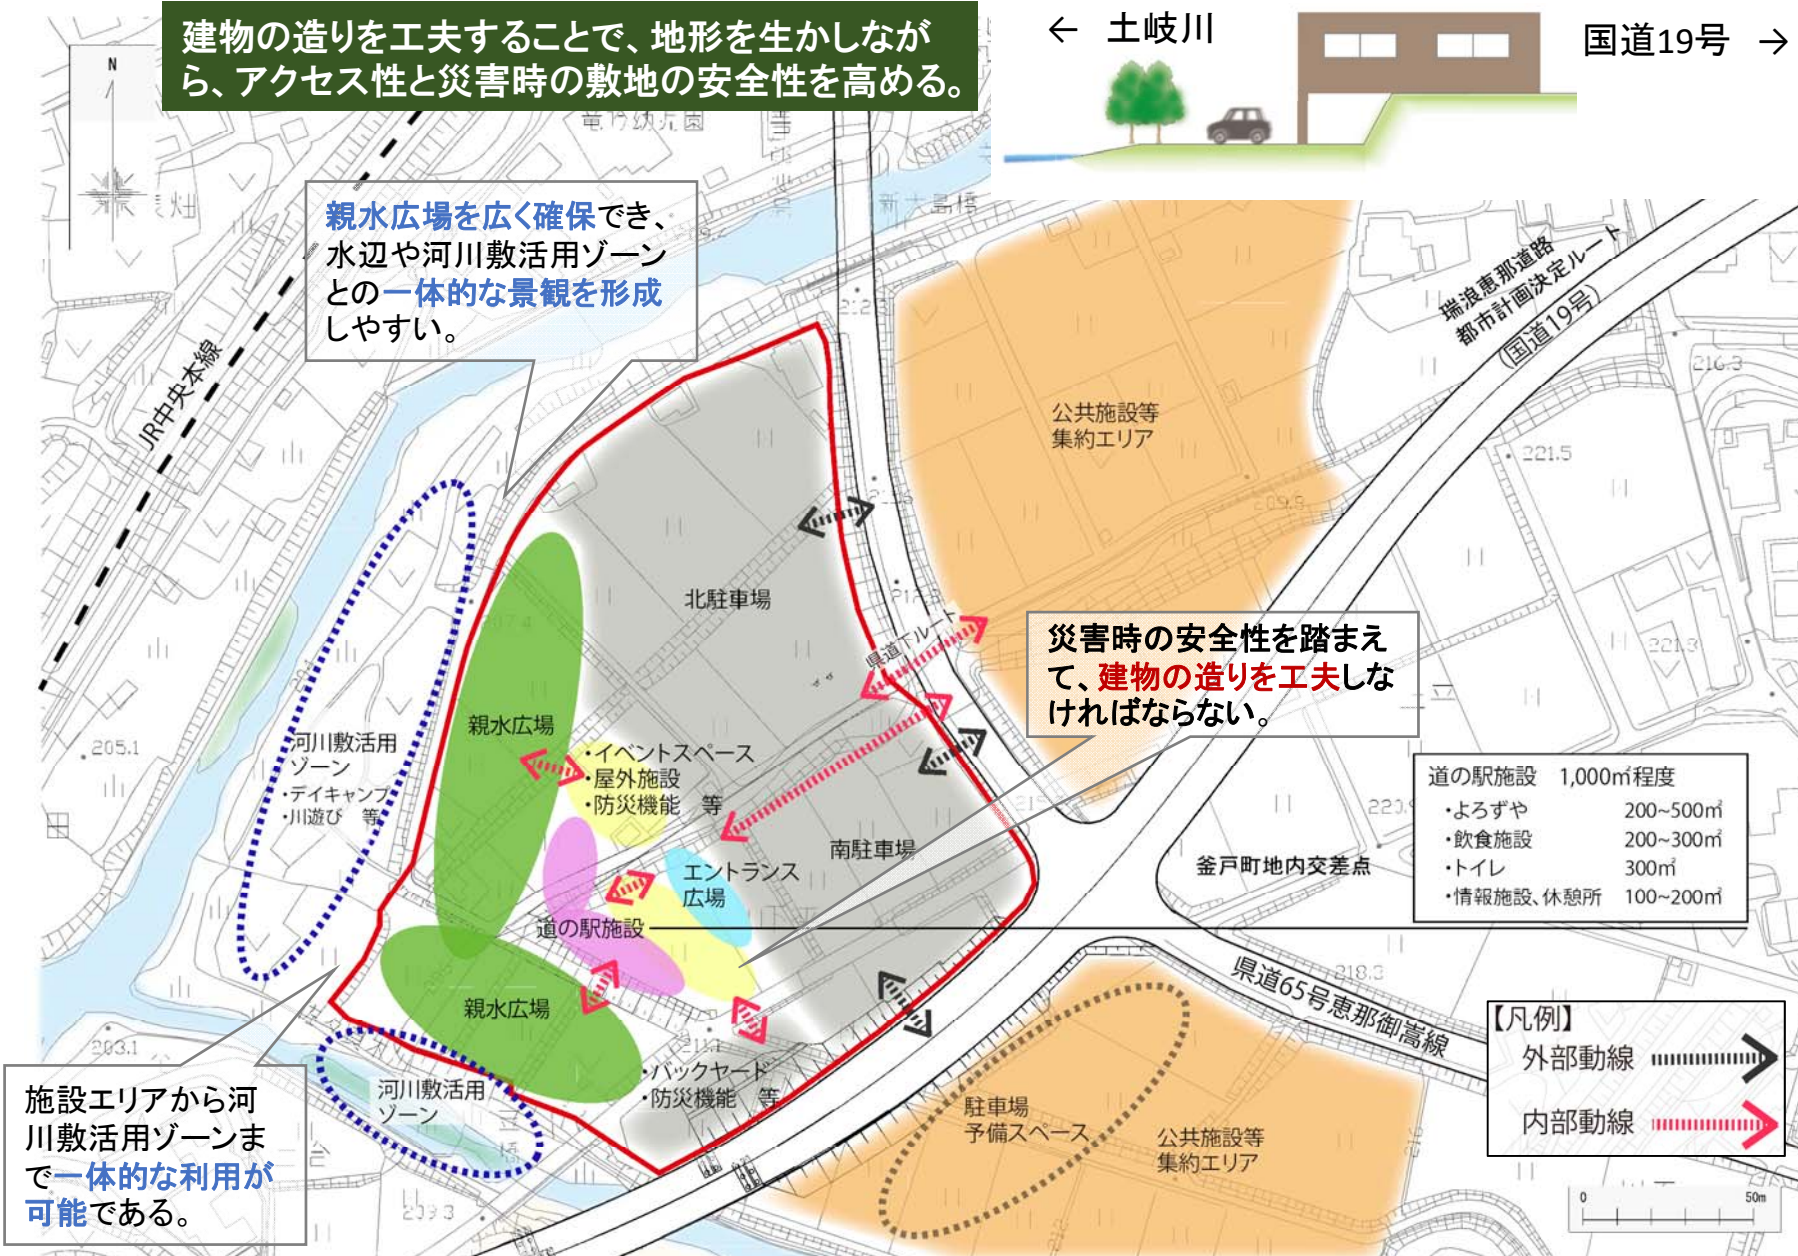 建物の造りを工夫することで、地形を生かしなが
ら、アクセス性と災害時の敷地の安全性を高める。
← 土岐川
国道19号 →
N
竜吟幼児園
新土島橋
親水広場を広く確保でき、
水辺や河川敷活用ゾーン
との一体的な景観を形成
しやすい。
瑞浪恵那道路
都市計画決定ルート
(国道19号)
JR中央本線
216.3
公共施設等
集約エリア
221.5
209.9
北駐車場
県道ルート
災害時の安全性を踏まえ
て、建物の造りを工夫しな
ければならない。
221.9
207.4
205.1
親水広場
河川敷活用
ゾーン
・デイキャンプ
・川遊び 等
・イベントスペース
・屋外施設
・防災機能 等
南駐車場
エントランス
広場
釜戸町地内交差点
道の駅施設 1,000㎡程度
・よろずや 200~500㎡
・飲食施設 200~300㎡
・トイレ 300㎡
・情報施設、休憩所 100~200㎡
道の駅施設
県道65号恵那御嵩線
218.3
親水広場
203.1
211.1
・バックヤード
・防災機能 等
河川敷活用
ゾーン
駐車場
予備スペース
公共施設等
集約エリア
施設エリアから河
川敷活用ゾーンま
で一体的な利用が
可能である。
209.3
【凡例】
外部動線
内部動線
0 50m